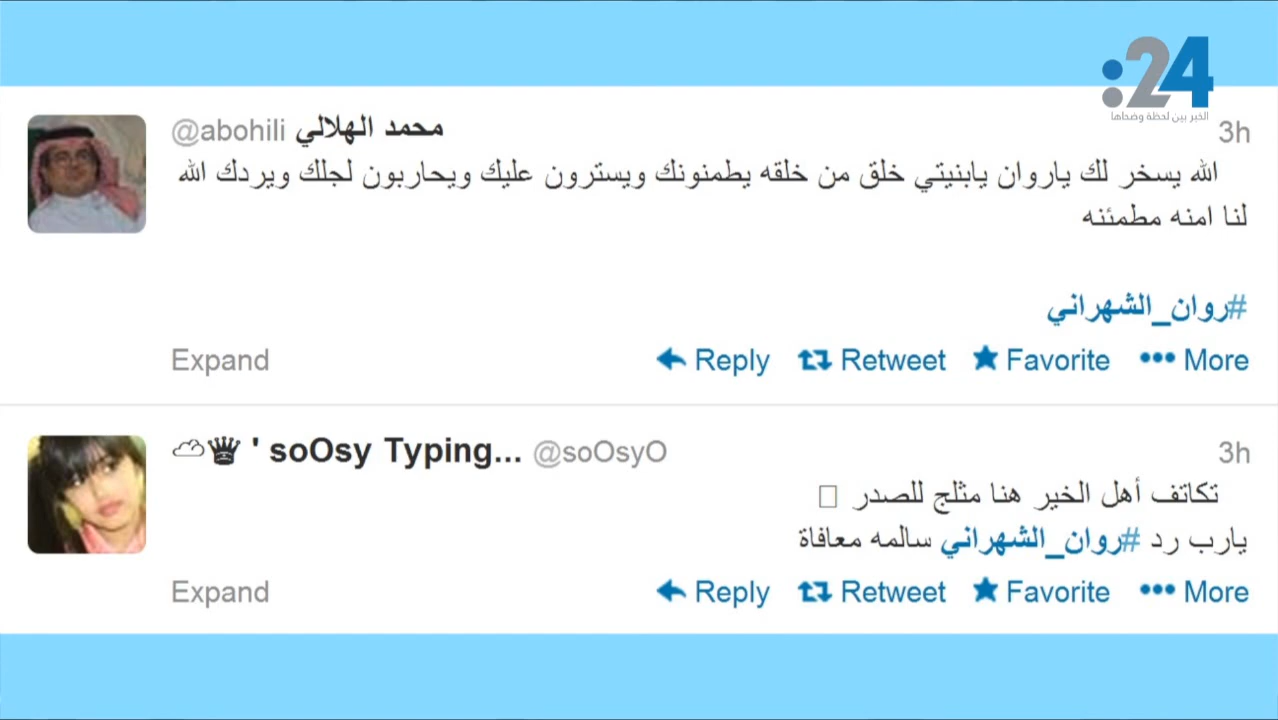 :24
الخبر بين لحظة وضحاها
محمد الهلالي @abohili 3h
الله يسخر لك ياروان يابنيتي خلق من خلقه يطمنونك ويسترون عليك ويحاربون لجلك ويردك الله
لنا امنه مطمئنه
#روان_الشهراني
Expand Reply Retweet Favorite More
' soOsy Typing... @soOsyO 3h
تكاتف أهل الخير هنا مثلج للصدر
يارب رد #روان_الشهراني سالمه معافاة
Expand Reply Retweet Favorite More